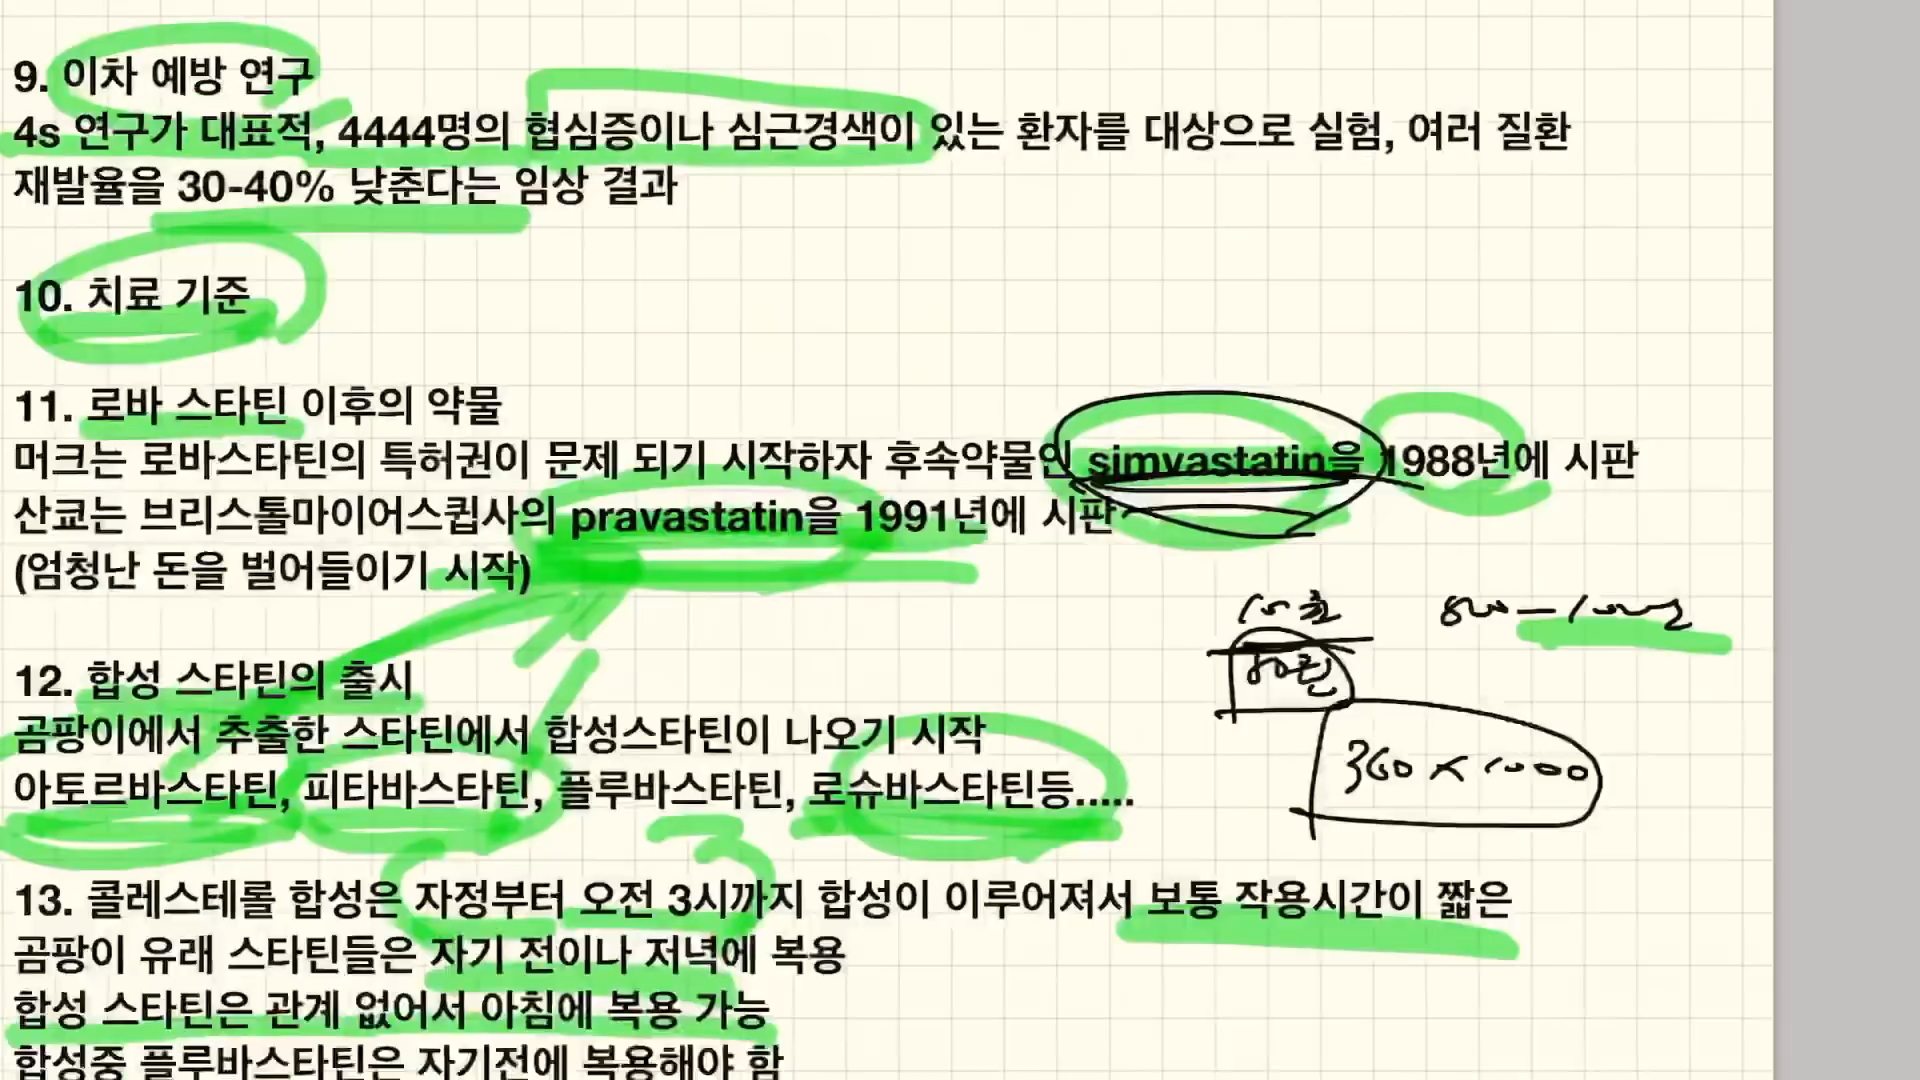 9. 이차 예방 연구
4s 연구가 대표적, 4444명의 협심증이나 심근경색이 있는 환자를 대상으로 실험, 여러 질환
재발율을 30-40% 낮춘다는 임상 결과
10. 치료 기준
11. 로바 스타틴 이후의 약물
머크는 로바스타틴의 특허권이 문제 되기 시작하자 후속약물인 simvastatin을 1988년에 시판
산쿄는 브리스톨마이어스큅사의 pravastatin을 1991년에 시판
(엄청난 돈을 벌어들이기 시작)
12. 합성 스타틴의 출시
곰팡이에서 추출한 스타틴에서 합성스타틴이 나오기 시작
아토르바스타틴, 피타바스타틴, 플루바스타틴, 로슈바스타틴등.....
360 × 1000
13. 콜레스테롤 합성은 자정부터 오전 3시까지 합성이 이루어져서 보통 작용시간이 짧은
곰팡이 유래 스타틴들은 자기 전이나 저녁에 복용
합성 스타틴은 관계 없어서 아침에 복용 가능
합성중 플루바스타틴은 자기전에 복용해야 함